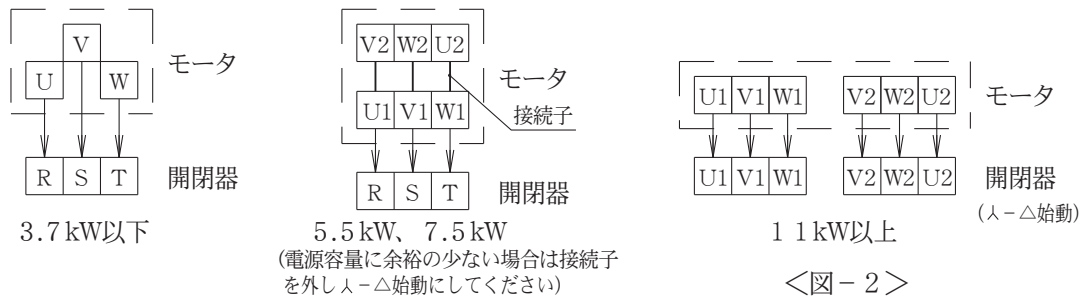 V
U W
モータ
R S T
開閉器
3.7kW以下
V2 W2 U2
モータ
U1 V1 W1
接続子
R S T
開閉器
5.5kW、7.5kW
(電源容量に余裕の少ない場合は接続子
を外し⅄－△始動にしてください)
U1 V1 W1 V2 W2 U2
モータ
U1 V1 W1 V2 W2 U2
開閉器
(⅄－△始動)
11kW以上
＜図－2＞